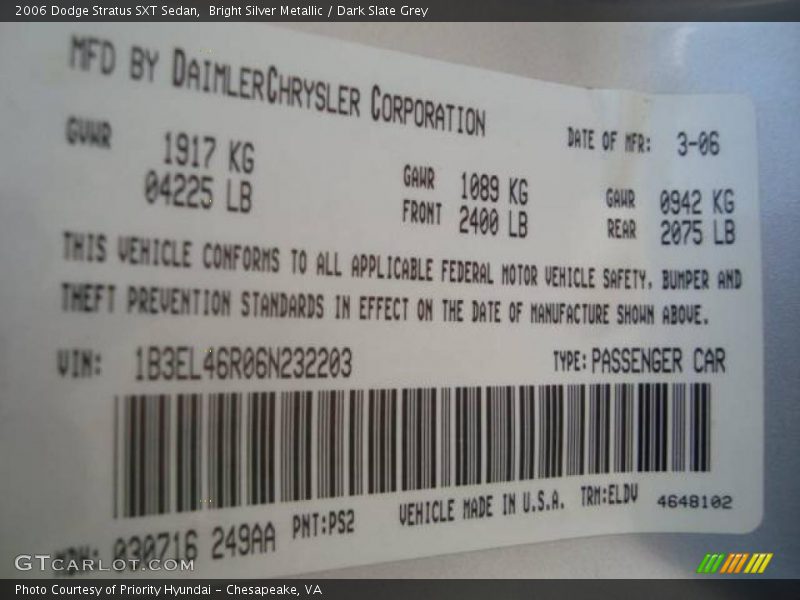 2006 Dodge Stratus SXT Sedan,  Bright Silver Metallic / Dark Slate Grey
MFD BY DAIMLERCHRYSLER CORPORATION
DATE OF MFR: 3-06
GVWR 1917 KG
04225 LB
GAWR 1089 KG
FRONT 2400 LB
GAWR 0942 KG
REAR 2075 LB
THIS VEHICLE CONFORMS TO ALL APPLICABLE FEDERAL MOTOR VEHICLE SAFETY, BUMPER AND
THEFT PREVENTION STANDARDS IN EFFECT ON THE DATE OF MANUFACTURE SHOWN ABOVE.
VIN: 1B3EL46R06N232203 TYPE: PASSENGER CAR
MDH: 030716 249AA PNT:PS2 VEHICLE MADE IN U.S.A. TRM:ELDV 4648102
GTCARLOT.COM
Photo Courtesy of Priority Hyundai – Chesapeake, VA